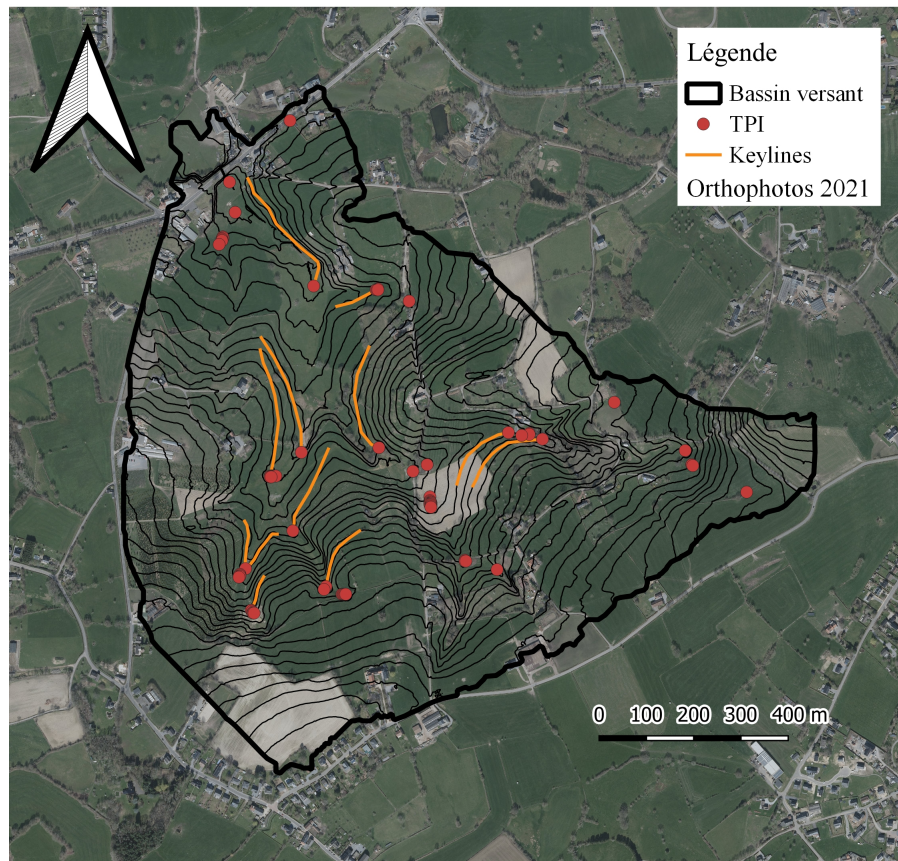 Légende
Bassin versant
TPI
Keylines
Orthophotos 2021
0 100 200 300 400 m